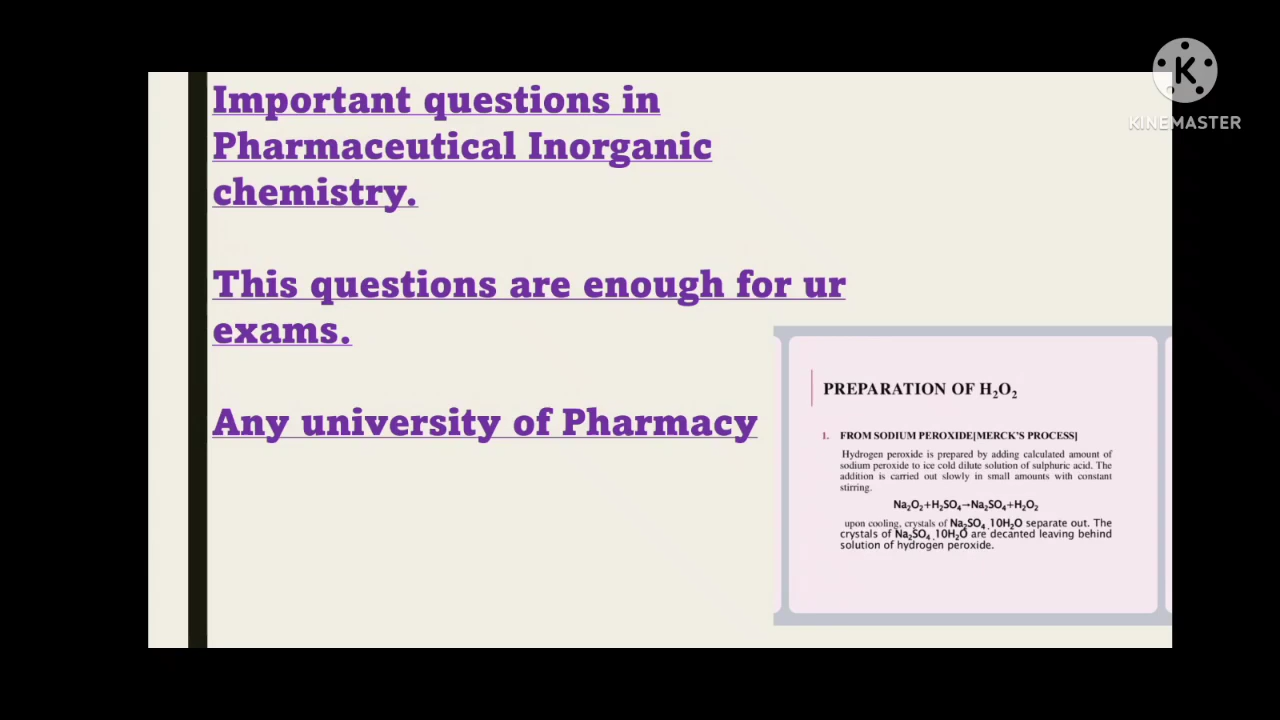 Important questions in
Pharmaceutical Inorganic
chemistry.
This questions are enough for ur
exams.
Any university of Pharmacy
KINEMASTER
PREPARATION OF H₂O₂
1. FROM SODIUM PEROXIDE[MERCK'S PROCESS]
Hydrogen peroxide is prepared by adding calculated amount of
sodium peroxide to ice cold dilute solution of sulphuric acid. The
addition is carried out slowly in small amounts with constant
stirring.
Na₂O₂+H₂SO₄→Na₂SO₄+H₂O₂
upon cooling, crystals of Na₂SO₄.10H₂O separate out. The
crystals of Na₂SO₄.10H₂O are decanted leaving behind
solution of hydrogen peroxide.